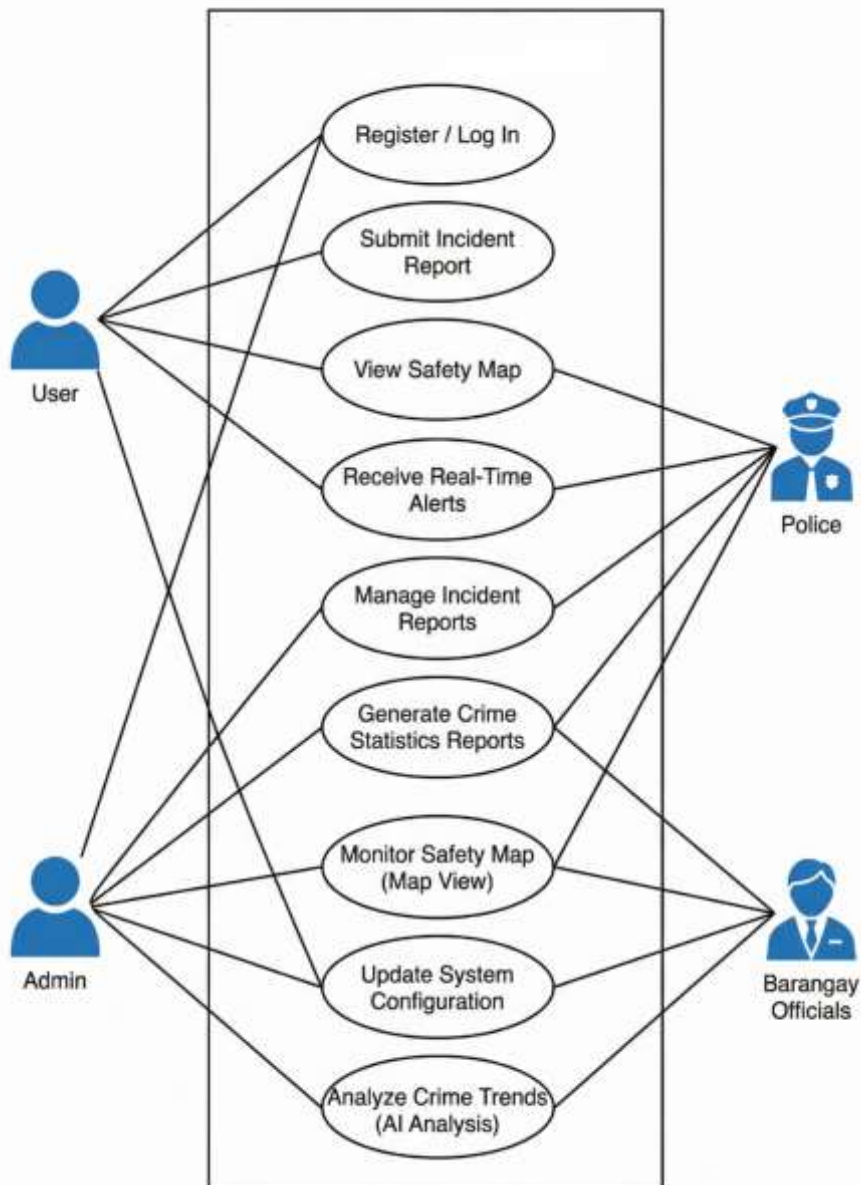 Register / Log In
Submit Incident
Report
User
View Safety Map
Receive Real-Time
Alerts
Police
Manage Incident
Reports
Generate Crime
Statistics Reports
Monitor Safety Map
(Map View)
Admin
Update System
Configuration
Barangay
Officials
Analyze Crime Trends
(AI Analysis)